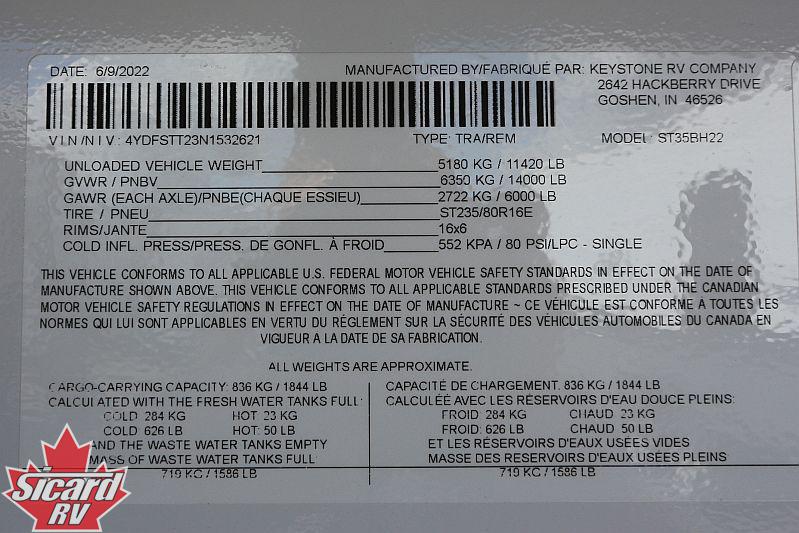 DATE: 6/9/2022 MANUFACTURED BY/FABRIQUÉ PAR: KEYSTONE RV COMPANY
2642 HACKBERRY DRIVE
GOSHEN, IN 46526
V I N / N I V : 4YDFSTT23N1532621 TYPE: TRA/REM MODEL: ST35BH22
UNLOADED VEHICLE WEIGHT 5180 KG / 11420 LB
GVWR / PNBV 6350 KG / 14000 LB
GAWR (EACH AXLE)/PNBE(CHAQUE ESSIEU) 2722 KG / 6000 LB
TIRE / PNEU ST235/80R16E
RIMS/JANTE 16x6
COLD INFL. PRESS/PRESS. DE GONFL. À FROID 552 KPA / 80 PSI/LPC - SINGLE
THIS VEHICLE CONFORMS TO ALL APPLICABLE U.S. FEDERAL MOTOR VEHICLE SAFETY STANDARDS IN EFFECT ON THE DATE OF
MANUFACTURE SHOWN ABOVE. THIS VEHICLE CONFORMS TO ALL APPLICABLE STANDARDS PRESCRIBED UNDER THE CANADIAN
MOTOR VEHICLE SAFETY REGULATIONS IN EFFECT ON THE DATE OF MANUFACTURE ~ CE VÉHICULE EST CONFORME À TOUTES LES
NORMES QUI LUI SONT APPLICABLES EN VERTU DU RÉGLEMENT SUR LA SÉCURITÉ DES VÉHICULES AUTOMOBILES DU CANADA EN
VIGUEUR A LA DATE DE SA FABRICATION.
ALL WEIGHTS ARE APPROXIMATE.
CARGO-CARRYING CAPACITY: 836 KG / 1844 LB
CALCULATED WITH THE FRESH WATER TANKS FULL:
COLD 284 KG HOT: 23 KG
COLD 626 LB HOT: 50 LB
AND THE WASTE WATER TANKS EMPTY
MASS OF WASTE WATER TANKS FULL
719 KG / 1586 LB
CAPACITÉ DE CHARGEMENT: 836 KG / 1844 LB
CALCULÉE AVEC LES RÉSERVOIRS D'EAU DOUCE PLEINS:
FROID: 284 KG CHAUD: 23 KG
FROID: 626 LB CHAUD: 50 LB
ET LES RÉSERVOIRS D'EAUX USÉES VIDES
MASSE DES RESERVOIRS D'EAUX USÉES PLEINS
719 KG / 1586 LB
Sicard
RV